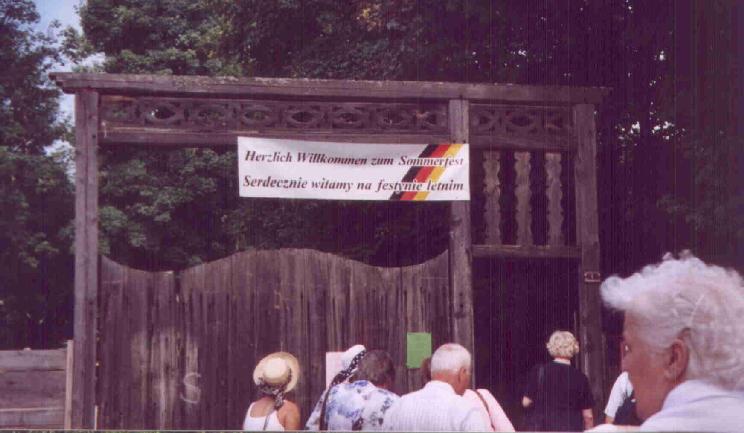 Herzlich Willkommen zum Sommerfest
Serdecznie witamy na festynie letnim
S